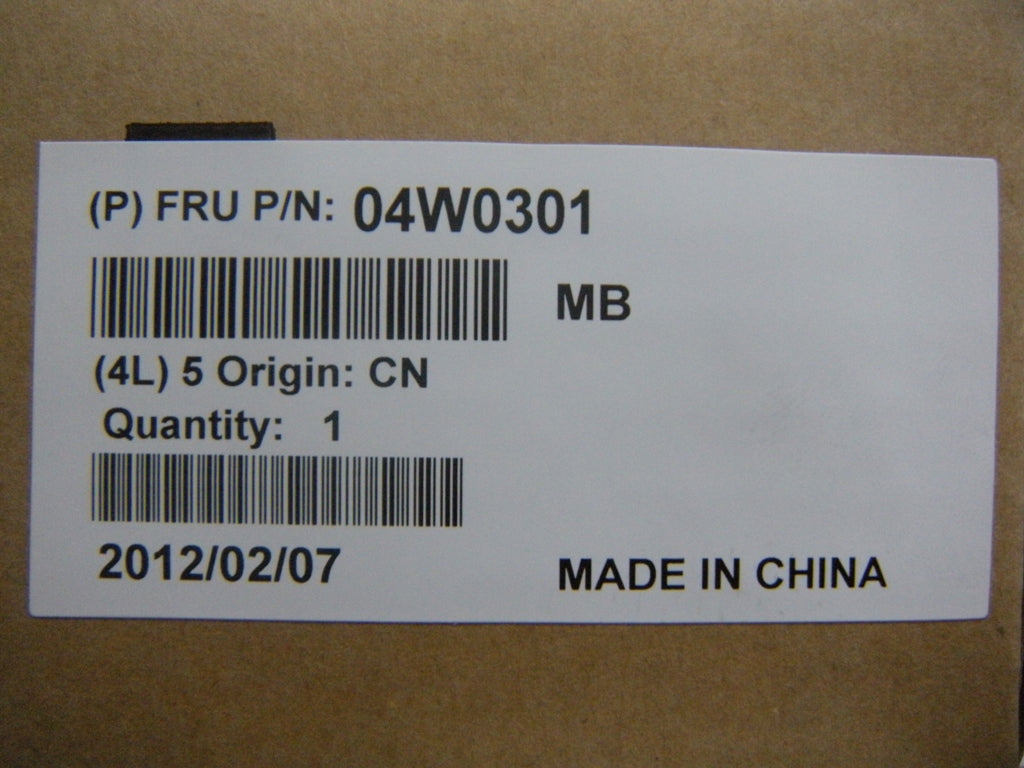 (P) FRU P/N: 04W0301
MB
(4L) 5 Origin: CN
Quantity: 1
2012/02/07
MADE IN CHINA